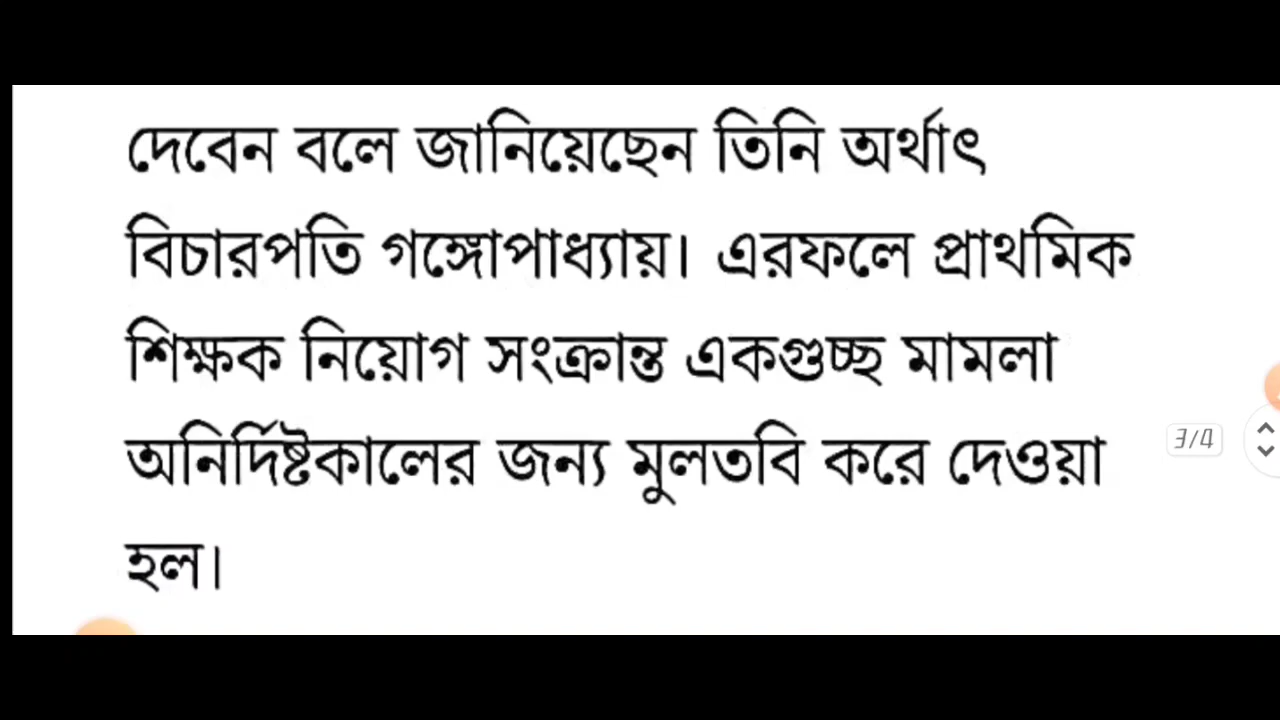 দেবেন বলে জানিয়েছেন তিনি অর্থাৎ
বিচারপতি গঙ্গোপাধ্যায়। এরফলে প্রাথমিক
শিক্ষক নিয়োগ সংক্রান্ত একগুচ্ছ মামলা
অনির্দিষ্টকালের জন্য মুলতবি করে দেওয়া
হল।
3/4